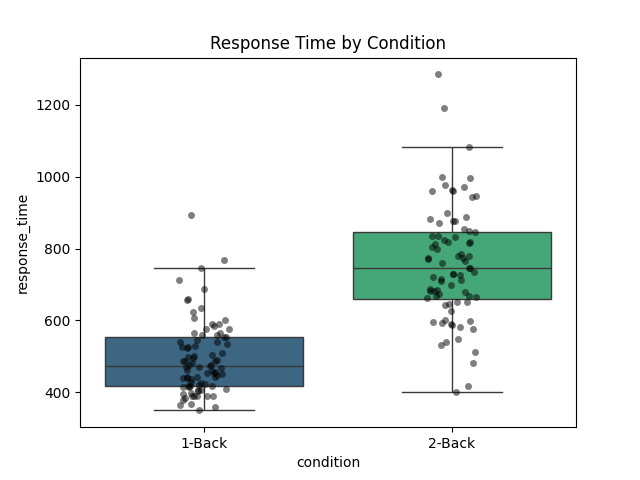 Response Time by Condition
1200
1000
800
600
400
response_time
1-Back
2-Back
condition